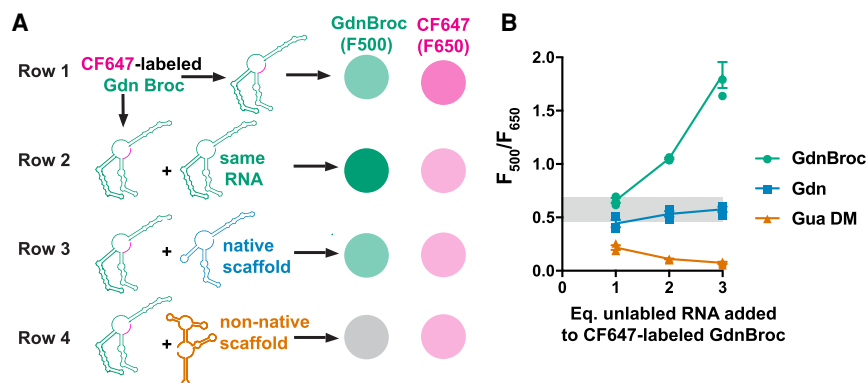 A
GdnBroc
(F500)
CF647
(F650)
Row 1
CF647-labeled
Gdn Broc
Row 2
+
same
RNA
Row 3
+
native
scaffold
Row 4
+
non-native
scaffold
B
F500/F650
2.0
1.5
1.0
0.5
0.0
0
1
2
3
Eq. unlabled RNA added
to CF647-labeled GdnBroc
GdnBroc
Gdn
Gua DM